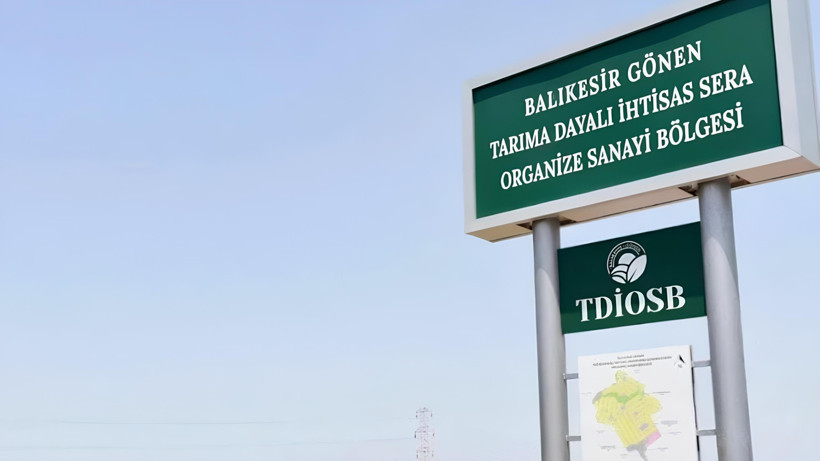 BALIKESİR GÖNEN
TARIMA DAYALI İHTİSAS SERA
ORGANİZE SANAYİ BÖLGESİ
TDİOSB